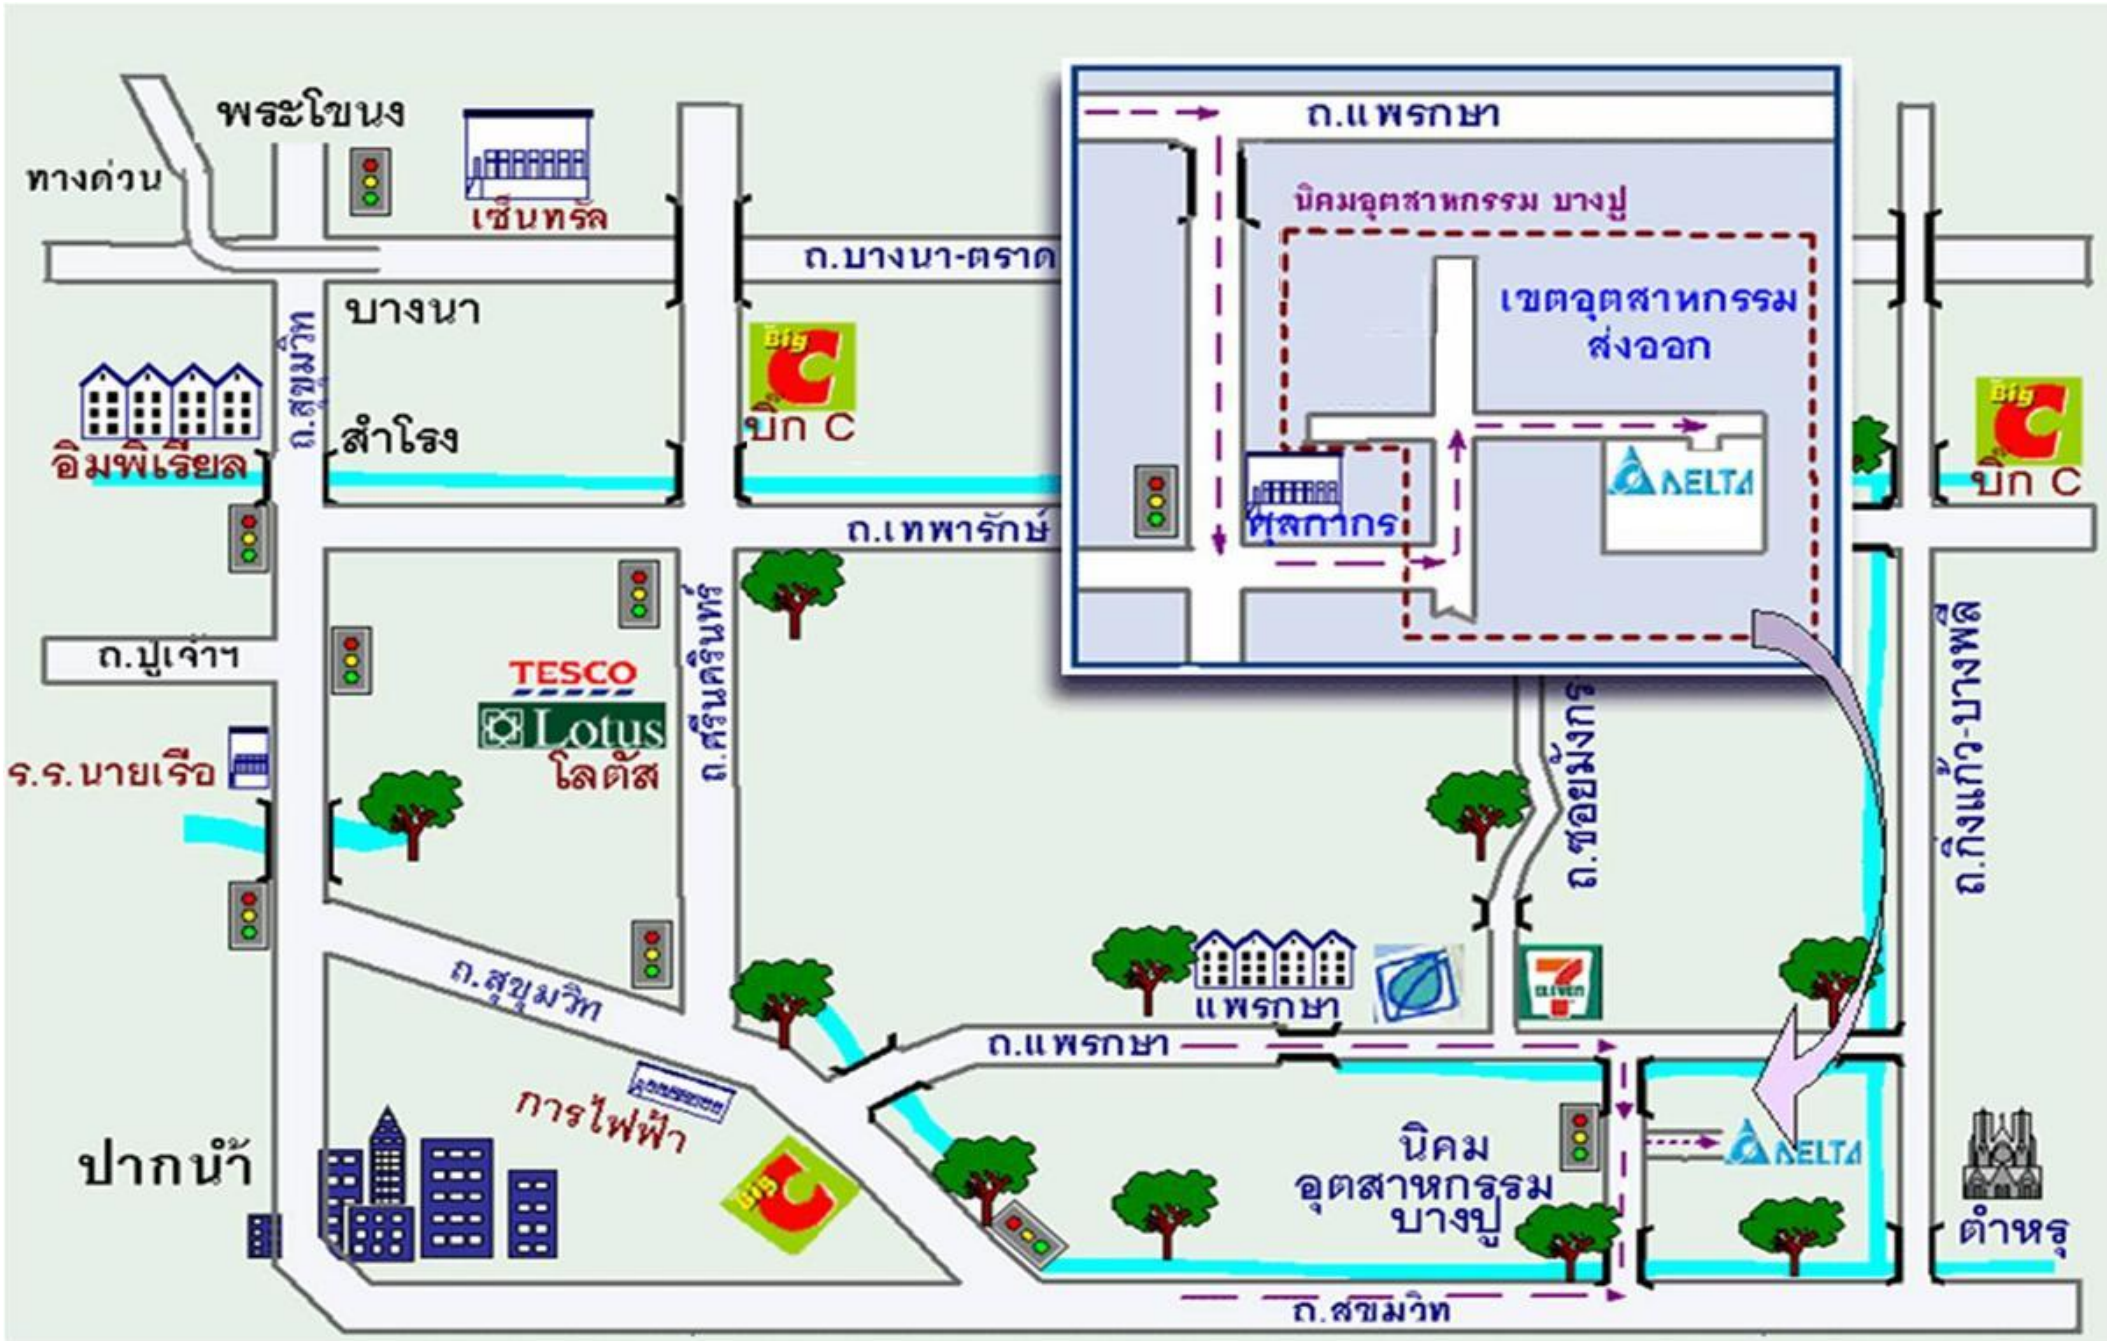 พระโขนง
ทางด่วน
เซ็นทรัล
ถ.บางนา-ตราด
บางนา
ถ.สุขุมวิท
Big C
บิ๊ก C
อิมพิเรียล
สำโรง
ถ.เทพารักษ์
ถ.ปู่เจ้าฯ
TESCO
Lotus
โลตัส
ถ.ศรีนครินทร์
ร.ร.นายเรือ
ถ.สุขุมวิท
การไฟฟ้า
Big C
ปากน้ำ
ถ.แพรกษา
นิคมอุตสาหกรรม บางปู
เขตอุตสาหกรรม
ส่งออก
DELTA
ศุลกากร
Big C
บิ๊ก C
ถ.กิ่งแก้ว-บางพลี
ถ.ซอยมังกร
แพรกษา
7 ELEVEN
ถ.แพรกษา
นิคม
อุตสาหกรรม
บางปู
DELTA
ตำหรุ
ถ.สุขุมวิท